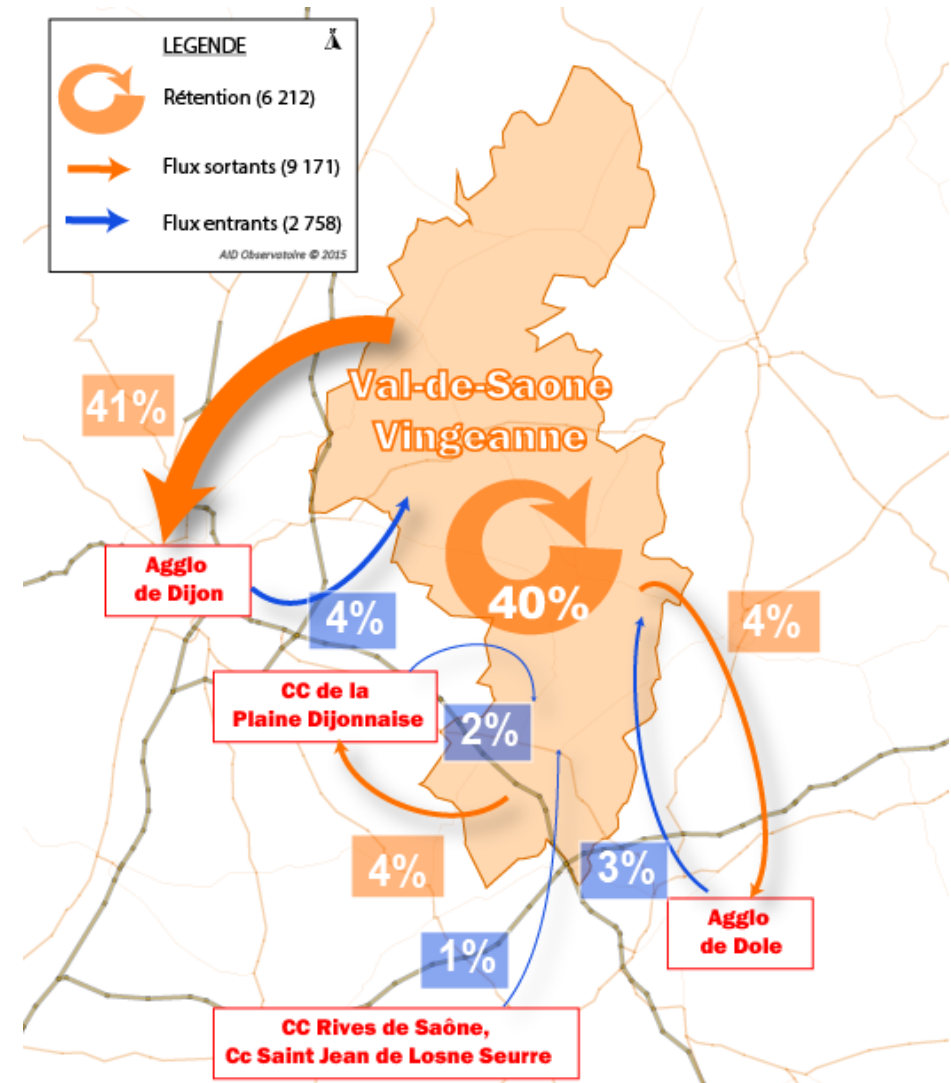 LEGENDE
Rétention (6 212)
Flux sortants (9 171)
Flux entrants (2 758)
AID Observatoire © 2015
Val-de-Saone
Vingeanne
41%
40%
Agglo
de Dijon
4%
4%
CC de la
Plaine Dijonnaise
2%
4%
3%
Agglo
de Dole
1%
CC Rives de Saône,
Cc Saint Jean de Losne Seurre